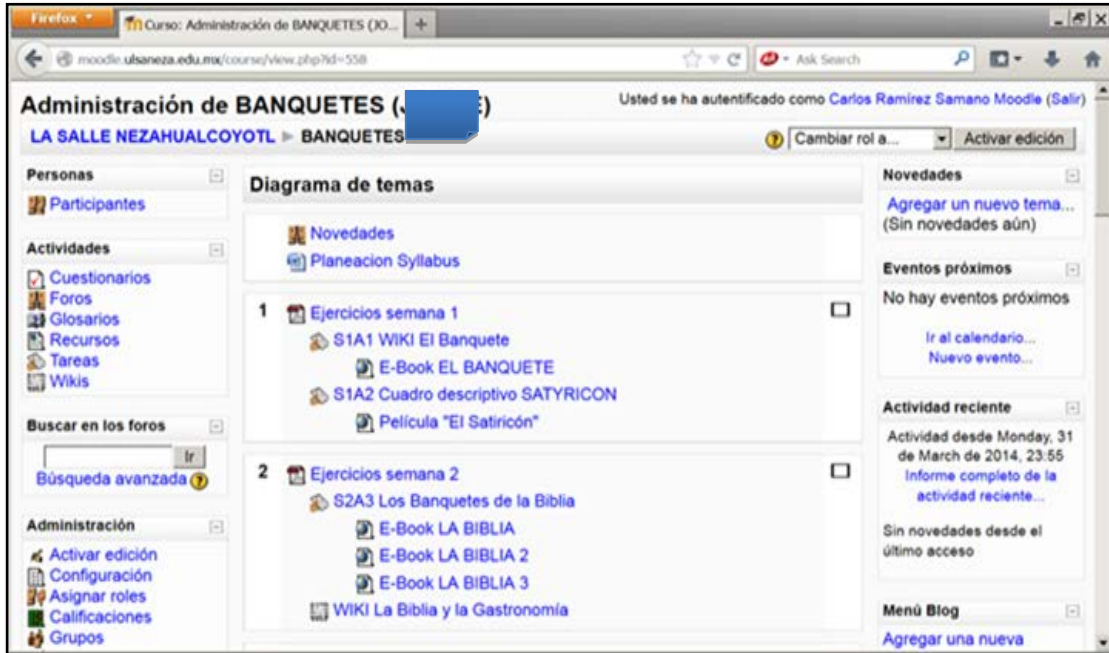 Firefox
Curso: Administración de BANQUETES (JO... +
moodle.ulsaneza.edu.mx/course/view.php?id=558
Ask Search
Administración de BANQUETES (J E)
Usted se ha autentificado como Carlos Ramirez Samano Moodle (Salir)
LA SALLE NEZAHUALCOYOTL ► BANQUETES
Cambiar rol a...
Activar edición
Personas
Participantes
Actividades
Cuestionarios
Foros
Glosarios
Recursos
Tareas
Wikis
Buscar en los foros
Ir
Búsqueda avanzada
Administración
Activar edición
Configuración
Asignar roles
Calificaciones
Grupos
Diagrama de temas
Novedades
Planeacion Syllabus
1 Ejercicios semana 1
S1A1 WIKI El Banquete
E-Book EL BANQUETE
S1A2 Cuadro descriptivo SATYRICON
Película "El Satiricón"
2 Ejercicios semana 2
S2A3 Los Banquetes de la Biblia
E-Book LA BIBLIA
E-Book LA BIBLIA 2
E-Book LA BIBLIA 3
WIKI La Biblia y la Gastronomía
Novedades
Agregar un nuevo tema...
(Sin novedades aún)
Eventos próximos
No hay eventos próximos
Ir al calendario...
Nuevo evento...
Actividad reciente
Actividad desde Monday, 31
de March de 2014, 23:55
Informe completo de la
actividad reciente...
Sin novedades desde el
último acceso
Menú Blog
Agregar una nueva